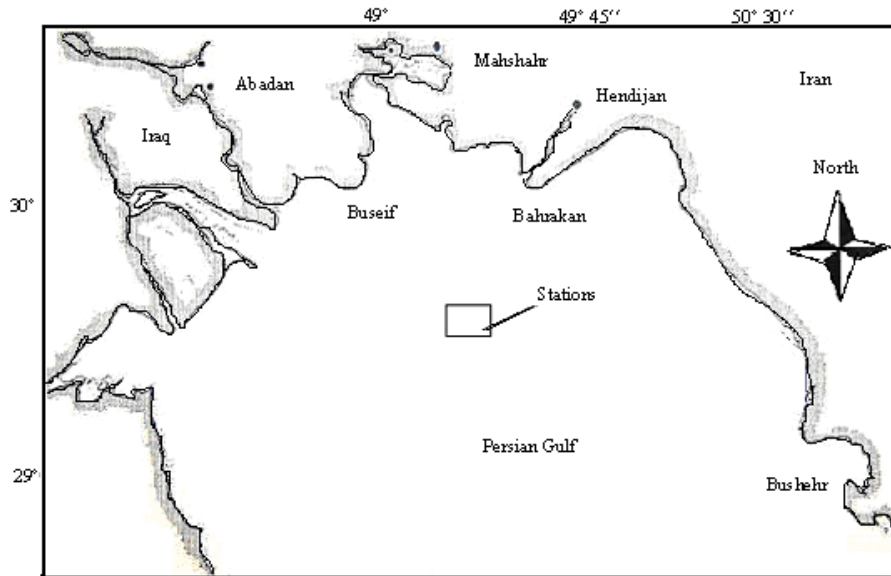 49°
49° 45′′
50° 30′′
Mahshahr
Abadan
Iran
Hendijan
Iraq
North
30°
Buseif
Bahrakan
Stations
Persian Gulf
29°
Bushehr